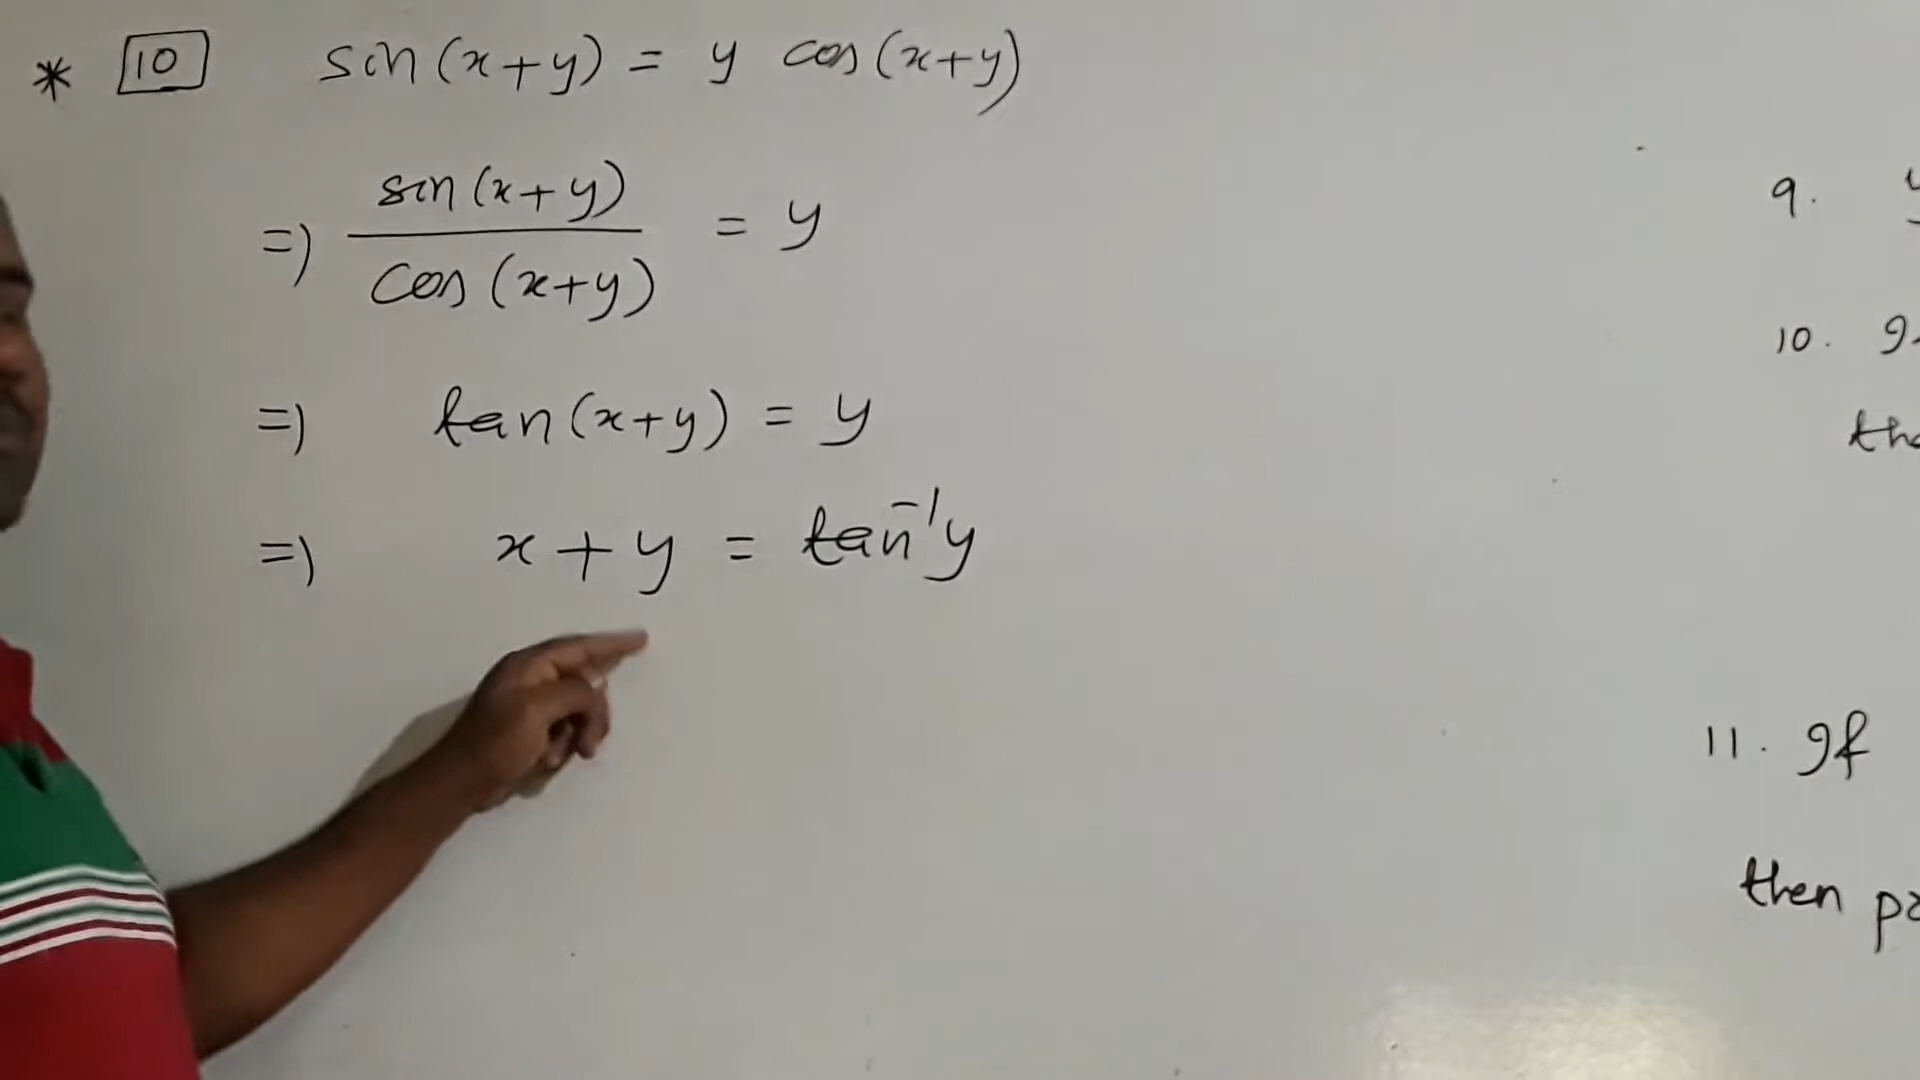 * 10 sin(x+y) = y cos(x+y)
=) sin(x+y)
cos(x+y) = y
=) tan(x+y) = y
=) x + y = tan⁻¹y
9.
10.
11. If
then